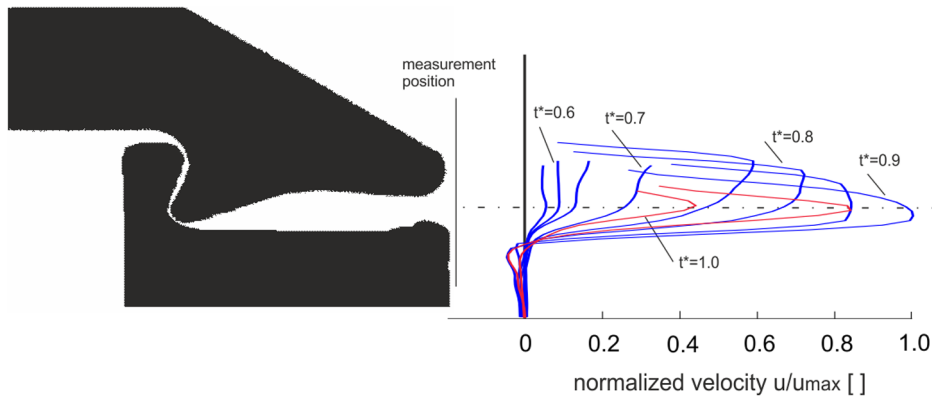 measurement
position
t*=0.6
t*=0.7
t*=0.8
t*=0.9
t*=1.0
0 0.2 0.4 0.6 0.8 1.0
normalized velocity u/umax [ ]